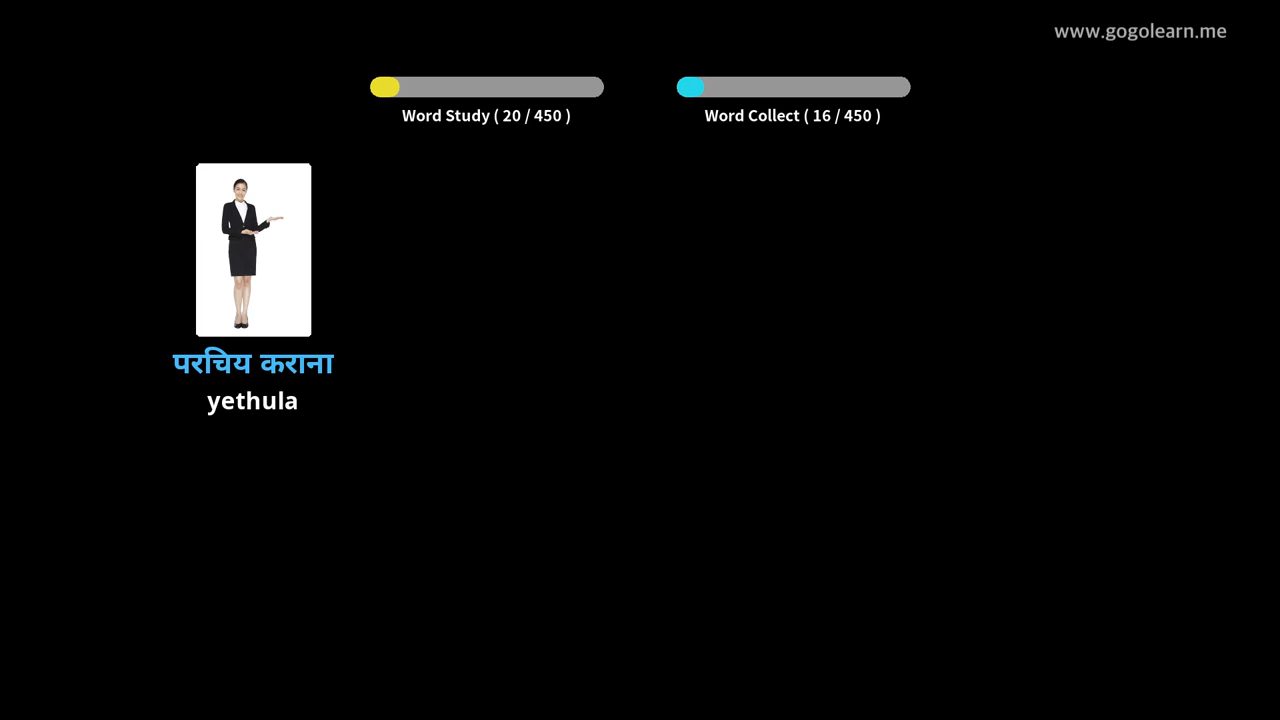 www.gogolearn.me
Word Study ( 20 / 450 )
Word Collect ( 16 / 450 )
परिचय कराना
yethula